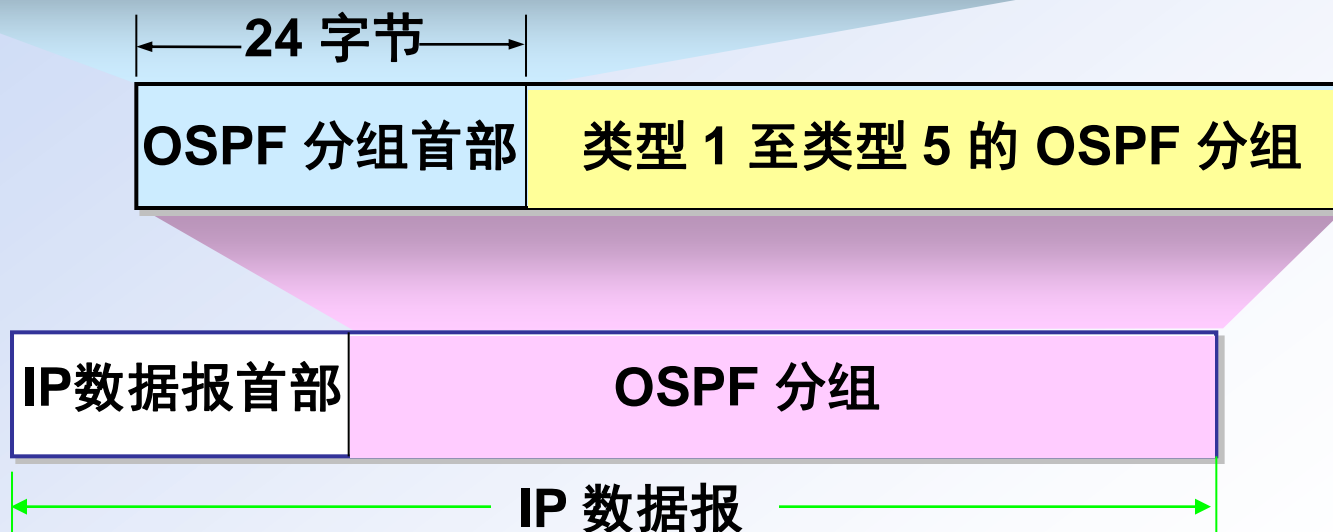 24 字节
OSPF 分组首部
类型 1 至类型 5 的 OSPF 分组
IP数据报首部
OSPF 分组
IP 数据报